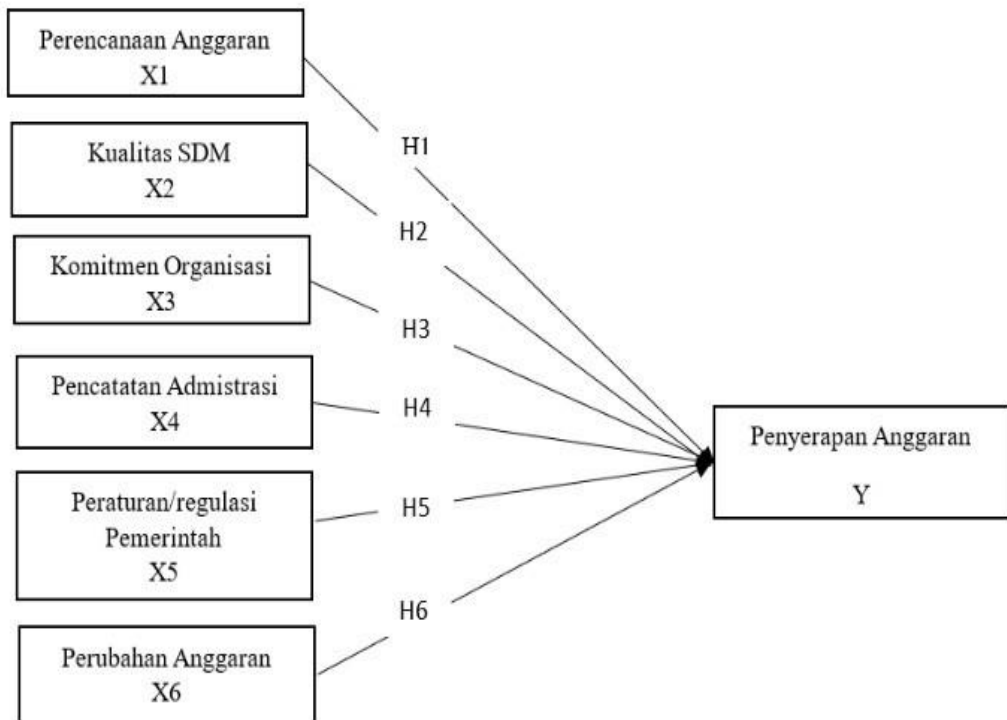 Perencanaan Anggaran
X1
H1
Kualitas SDM
X2
H2
Komitmen Organisasi
X3
H3
Pencatatan Admistrasi
X4
H4
Penyerapan Anggaran
Y
Peraturan/regulasi
Pemerintah
X5
H5
Perubahan Anggaran
X6
H6